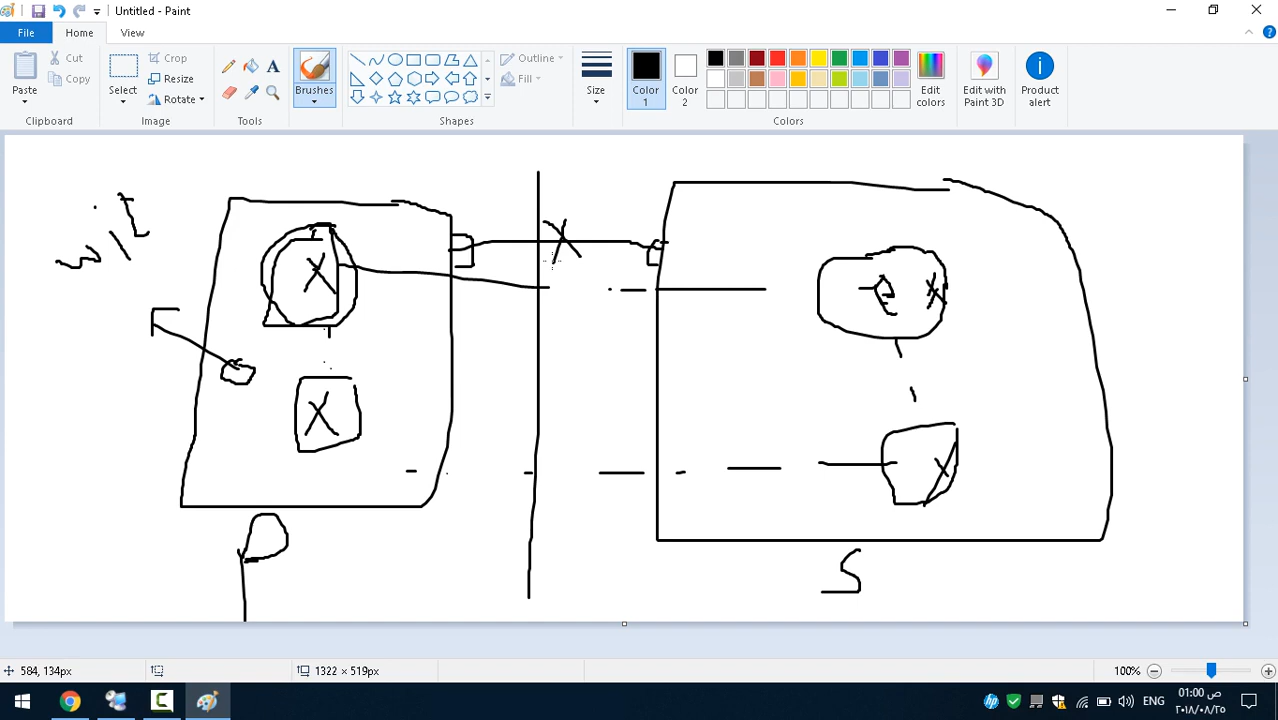 Untitled - Paint
File Home View
Paste Cut Copy
Clipboard
Select Crop Resize Rotate
Image
A
Tools
Brushes
Outline Fill
Shapes
Size
Color 1
Color 2
Edit colors
Colors
Edit with Paint 3D
Product alert
wit
X
X
X
X
X
P
S
584, 134px
1322 × 519px
100%
ENG
01:00 ص
٢٠١٨/٠٨/٢٥